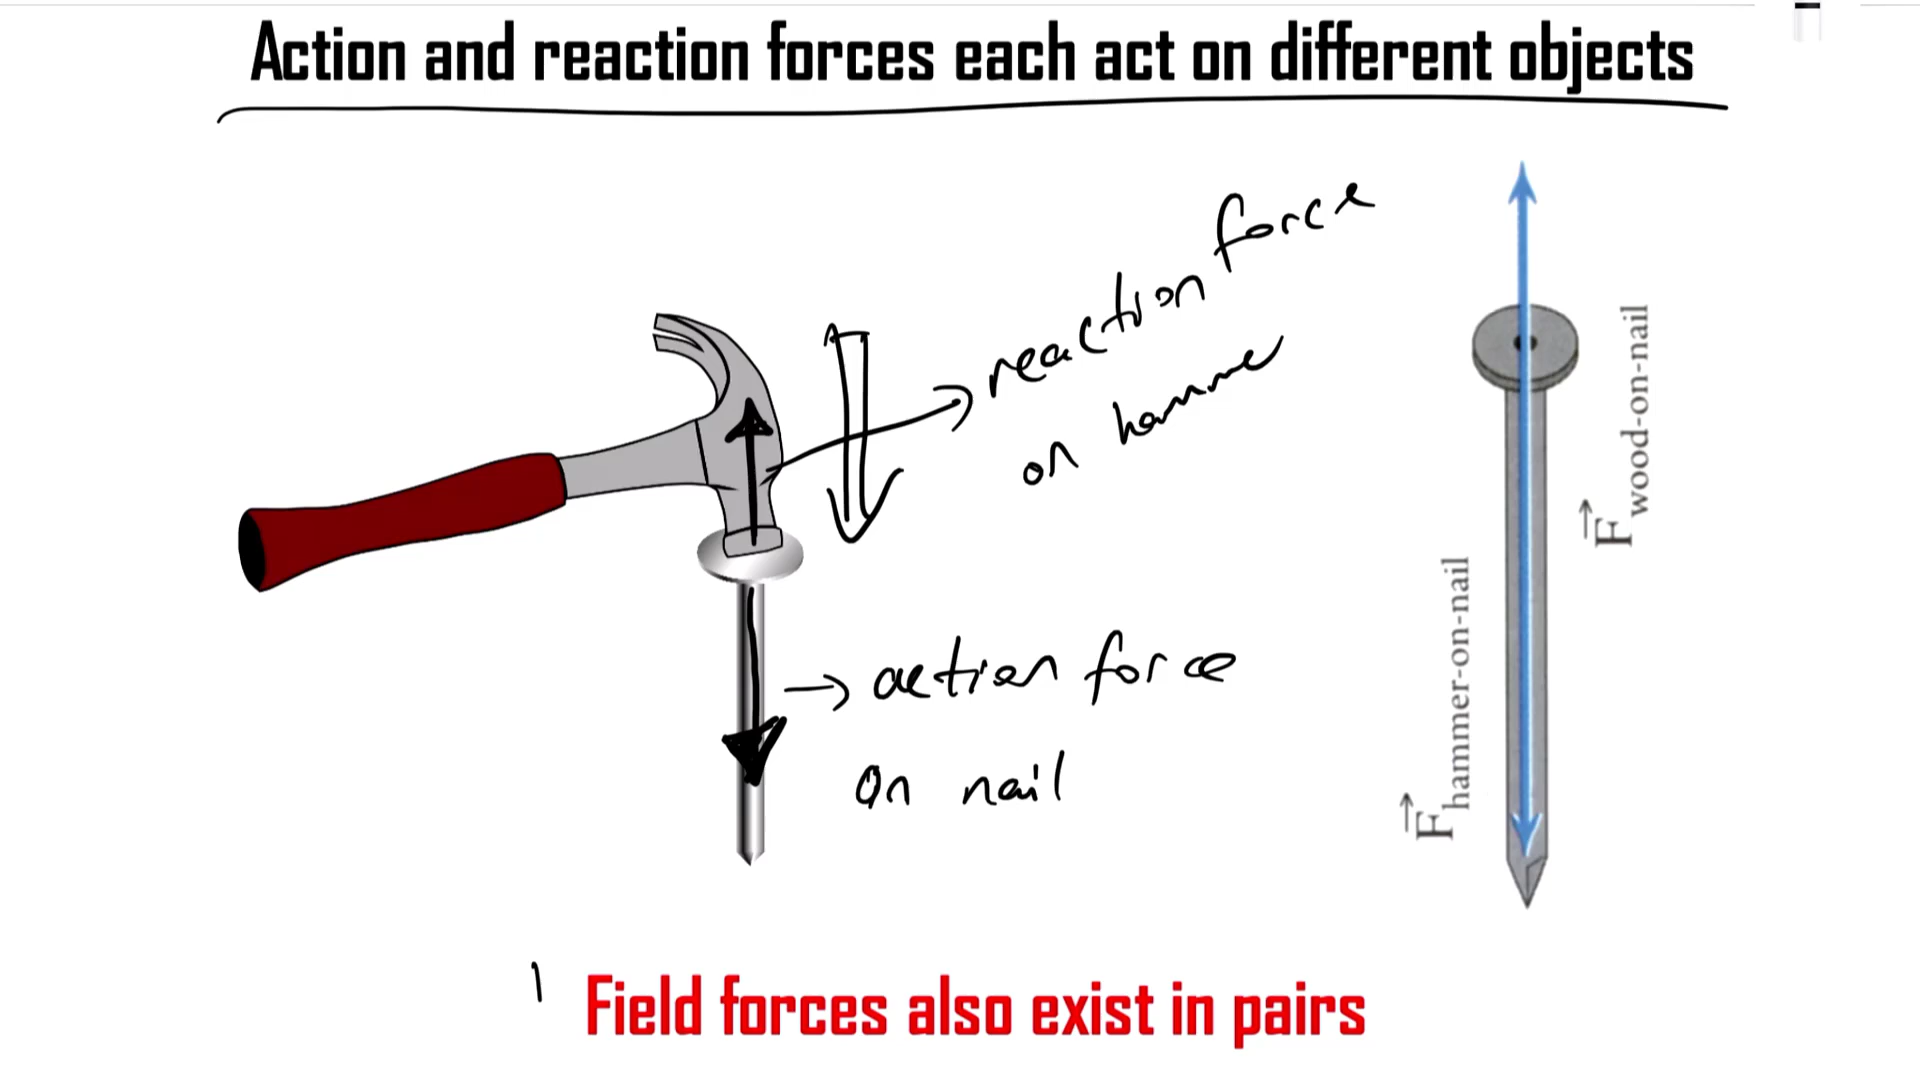 Action and reaction forces each act on different objects
reaction force
on hamme
→ action force
on nail
F wood-on-nail
F hammer-on-nail
Field forces also exist in pairs